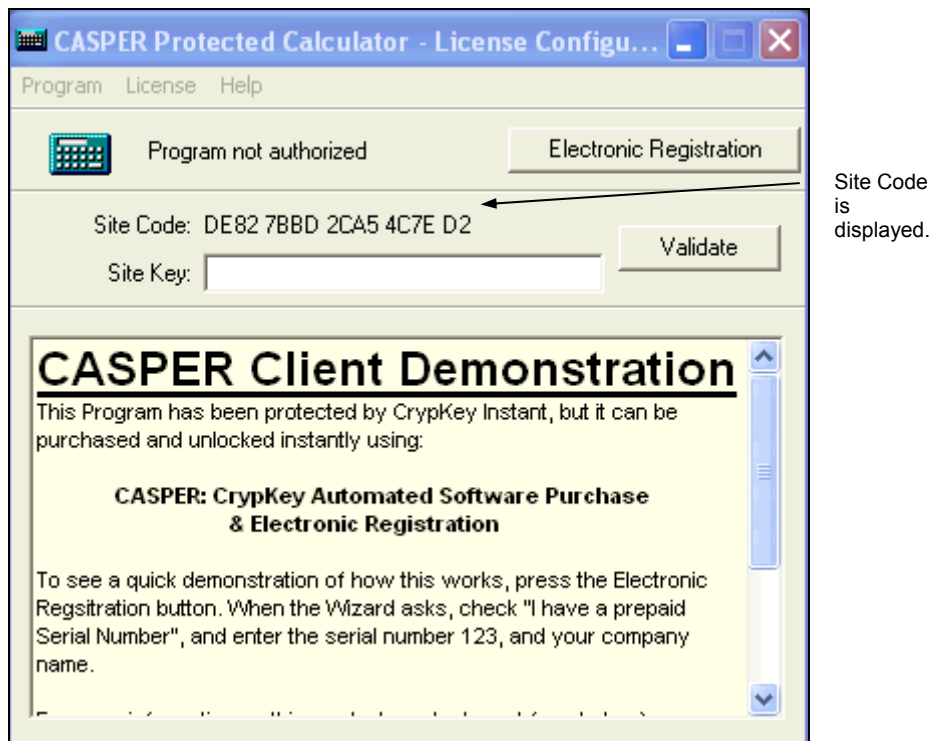 CASPER Protected Calculator - License Configu...
Program License Help
Program not authorized
Electronic Registration
Site Code: DE82 7BBD 2CA5 4C7E D2
Validate
Site Key:
Site Code
is
displayed.
CASPER Client Demonstration
This Program has been protected by CrypKey Instant, but it can be
purchased and unlocked instantly using:
CASPER: CrypKey Automated Software Purchase
& Electronic Registration
To see a quick demonstration of how this works, press the Electronic
Regsitration button. When the Wizard asks, check "I have a prepaid
Serial Number", and enter the serial number 123, and your company
name.